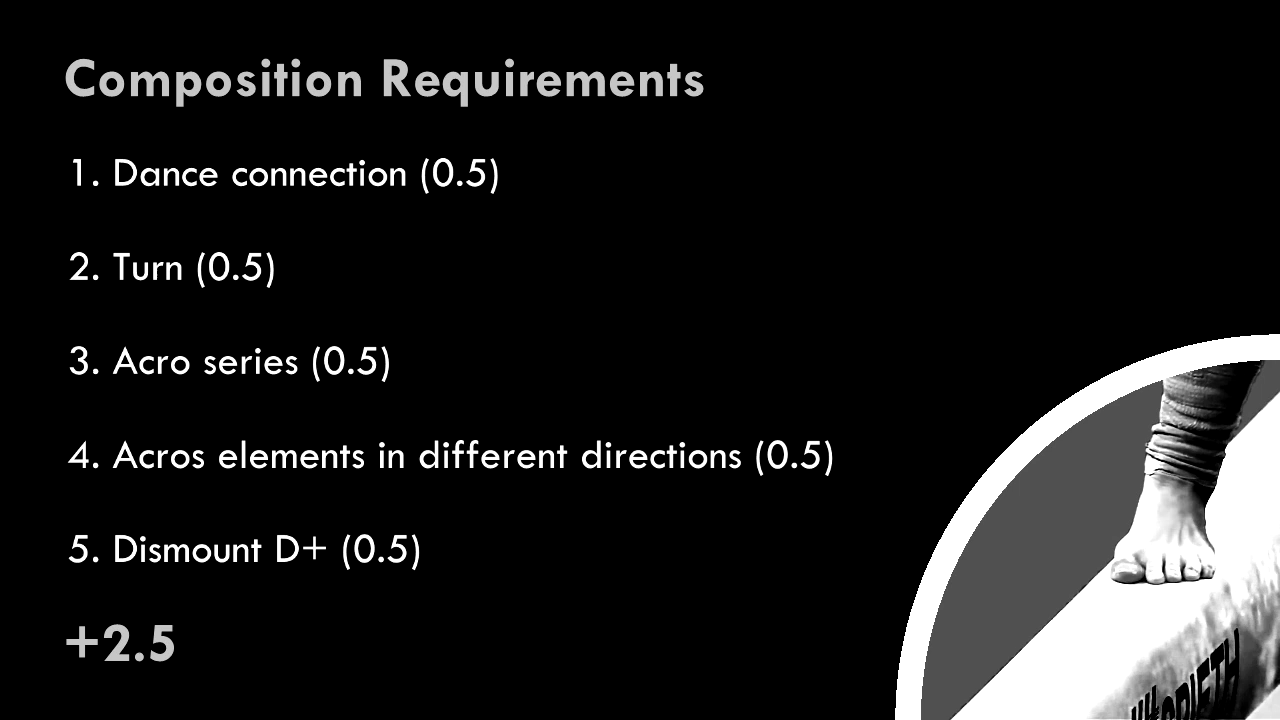 Composition Requirements
1. Dance connection (0.5)
2. Turn (0.5)
3. Acro series (0.5)
4. Acros elements in different directions (0.5)
5. Dismount D+ (0.5)
+2.5